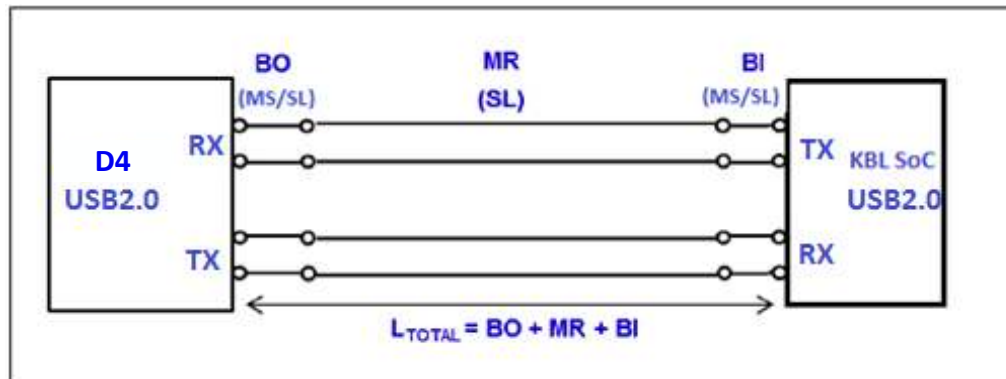 BO MR BI
(MS/SL) (SL) (MS/SL)
RX TX
D4 KBL SoC
USB2.0 USB2.0
TX RX
L_TOTAL = BO + MR + BI